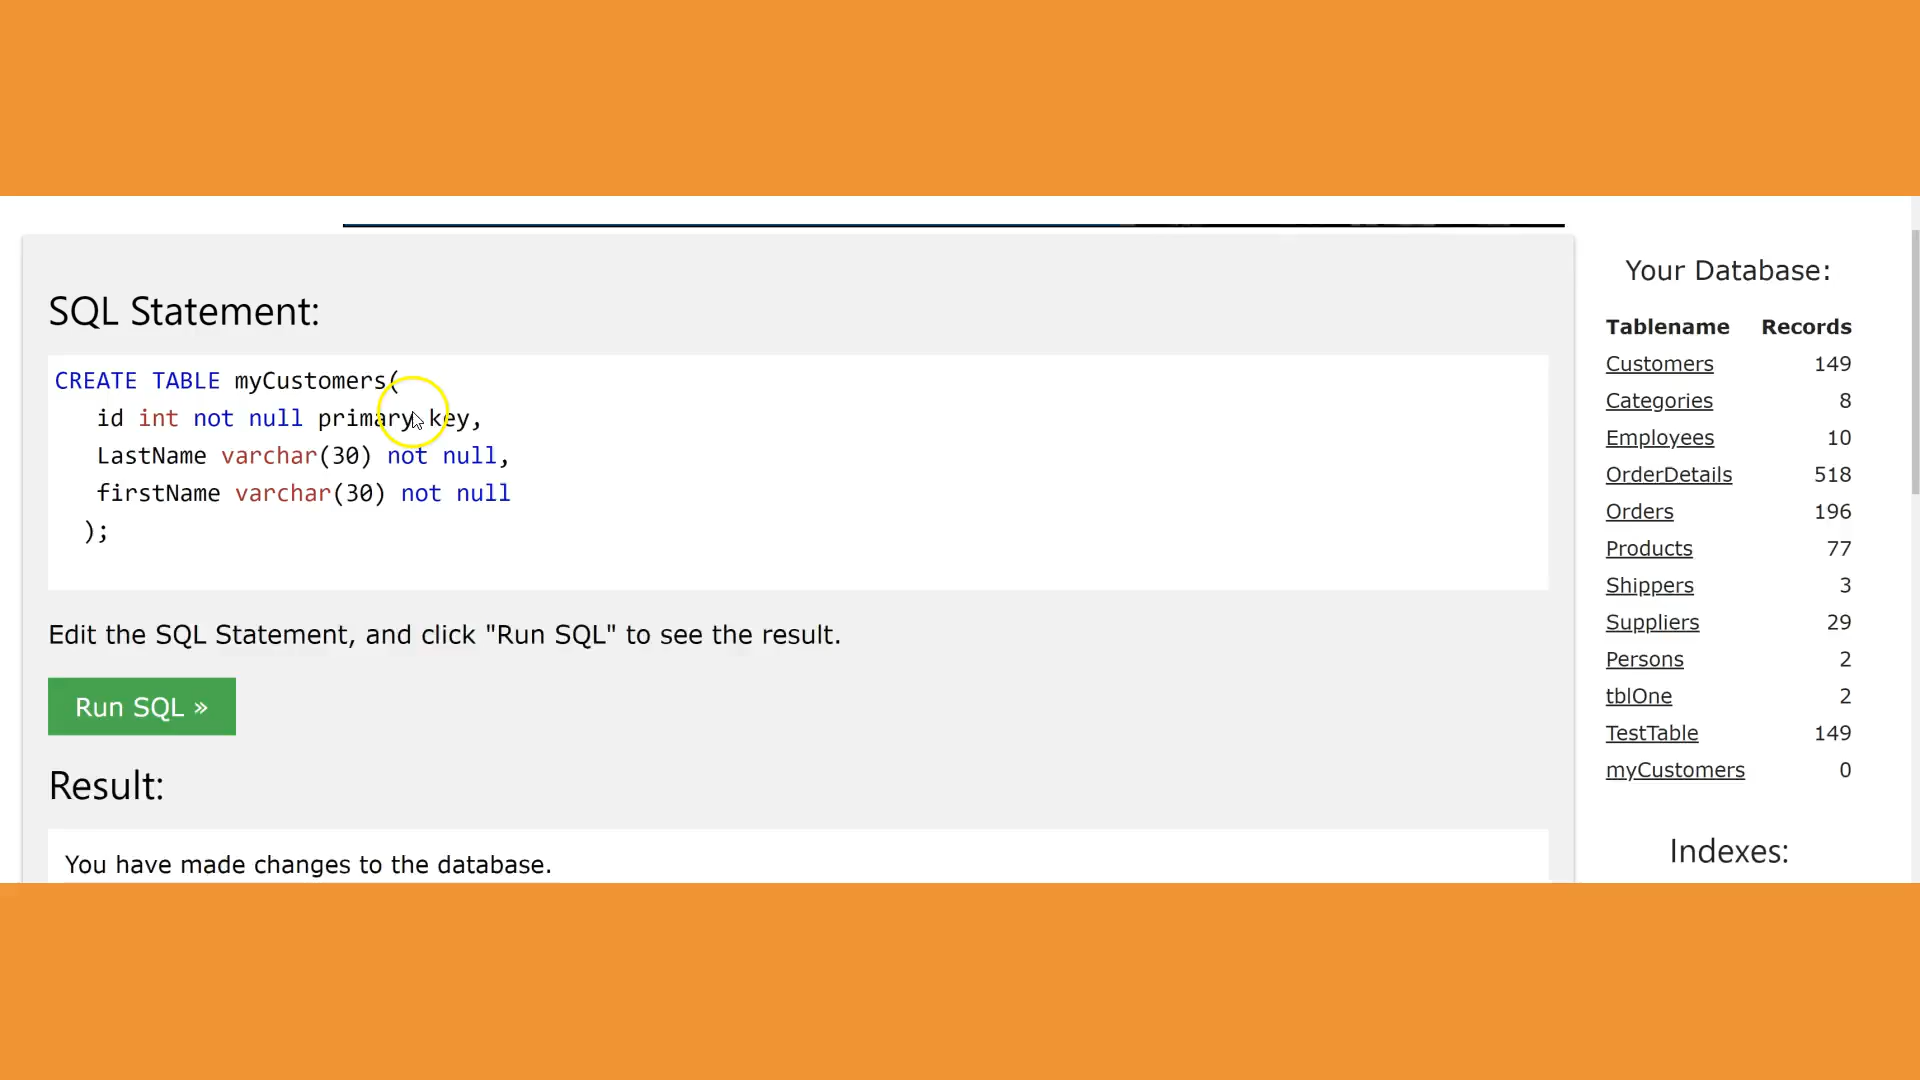 SQL Statement:
CREATE TABLE myCustomers(
id int not null primary key,
LastName varchar(30) not null,
firstName varchar(30) not null
);
Edit the SQL Statement, and click "Run SQL" to see the result.
Run SQL »
Result:
You have made changes to the database.
Your Database:
Tablename Records
Customers 149
Categories 8
Employees 10
OrderDetails 518
Orders 196
Products 77
Shippers 3
Suppliers 29
Persons 2
tblOne 2
TestTable 149
myCustomers 0
Indexes: